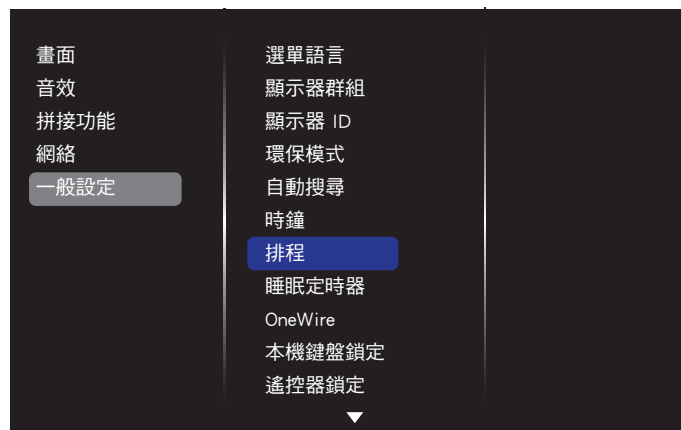 畫面
音效
拼接功能
網絡
一般設定
選單語言
顯示器群組
顯示器 ID
環保模式
自動搜尋
時鐘
排程
睡眠定時器
OneWire
本機鍵盤鎖定
遙控器鎖定